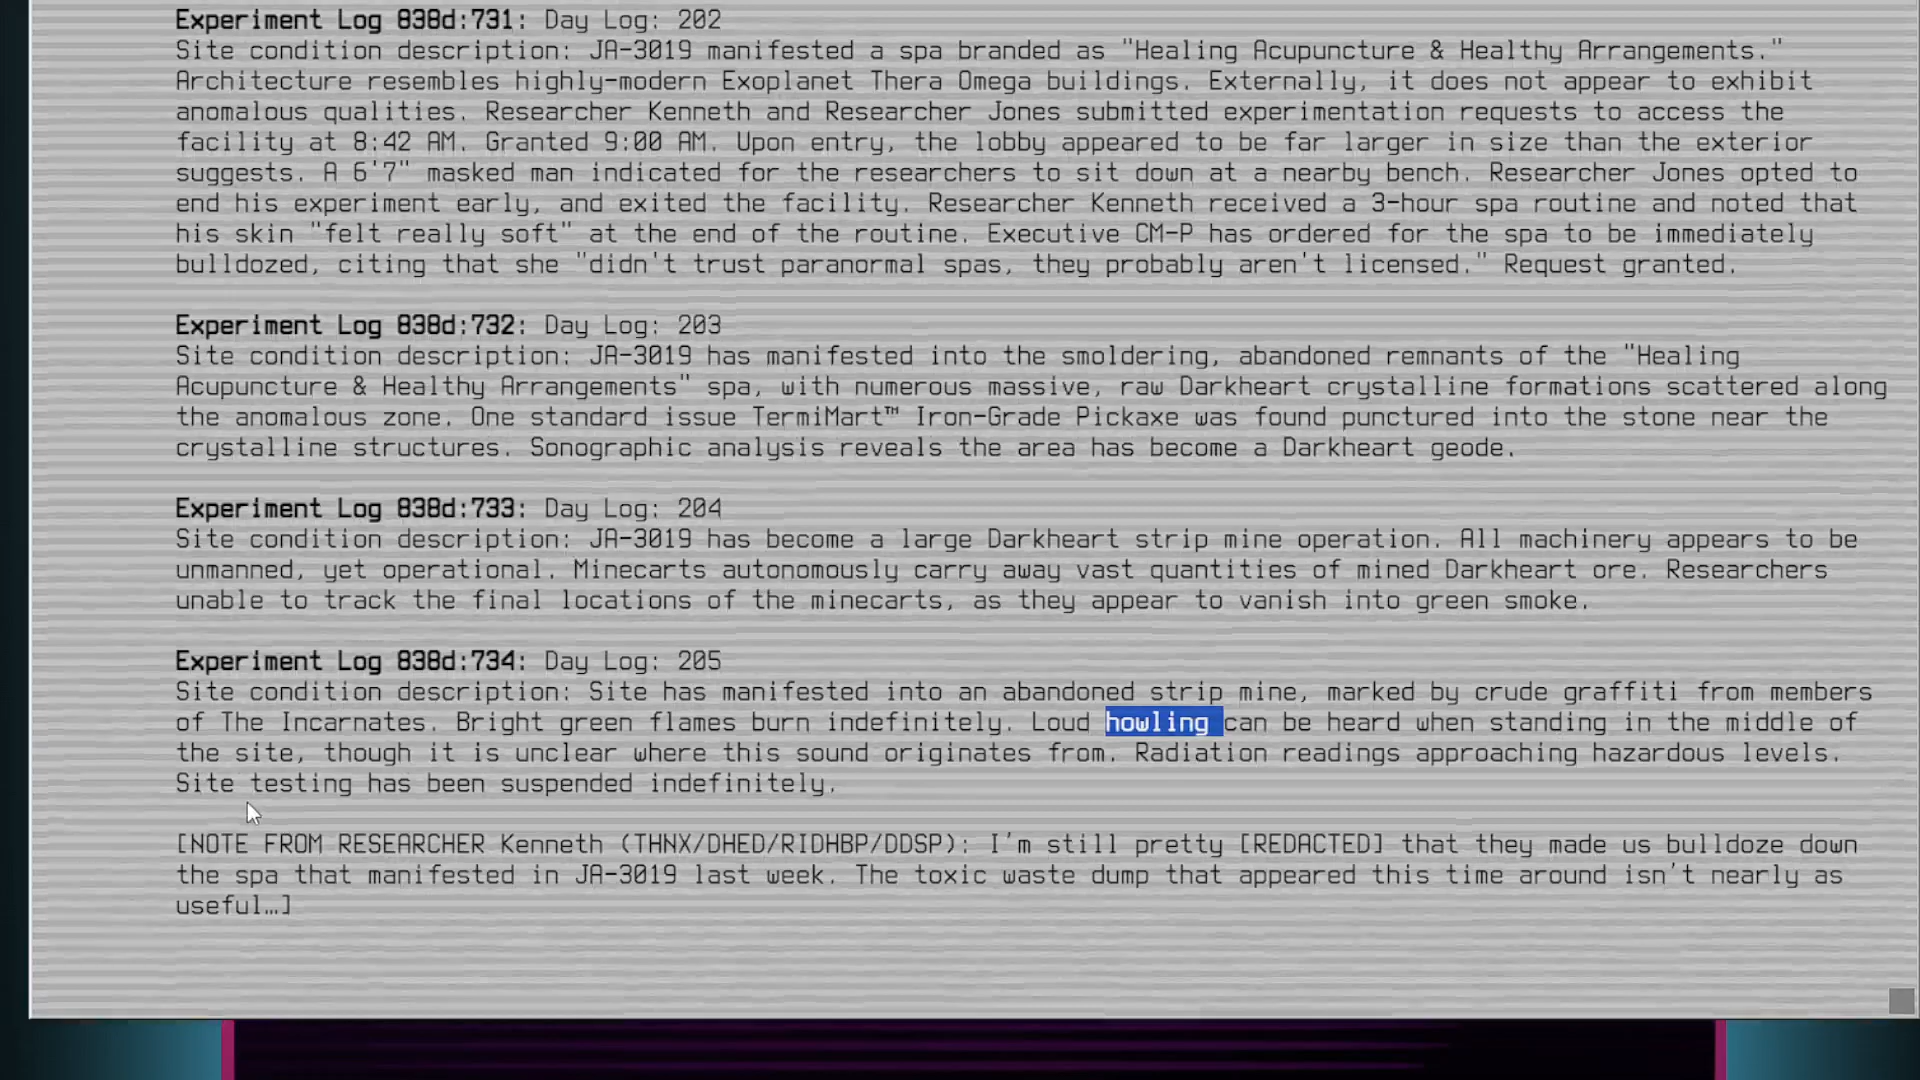 Experiment Log 838d:731: Day Log: 202
Site condition description: JA-3019 manifested a spa branded as "Healing Acupuncture & Healthy Arrangements."
Architecture resembles highly-modern Exoplanet Thera Omega buildings. Externally, it does not appear to exhibit
anomalous qualities. Researcher Kenneth and Researcher Jones submitted experimentation requests to access the
facility at 8:42 AM. Granted 9:00 AM. Upon entry, the lobby appeared to be far larger in size than the exterior
suggests. A 6'7" masked man indicated for the researchers to sit down at a nearby bench. Researcher Jones opted to
end his experiment early, and exited the facility. Researcher Kenneth received a 3-hour spa routine and noted that
his skin "felt really soft" at the end of the routine. Executive CM-P has ordered for the spa to be immediately
bulldozed, citing that she "didn't trust paranormal spas, they probably aren't licensed." Request granted.
Experiment Log 838d:732: Day Log: 203
Site condition description: JA-3019 has manifested into the smoldering, abandoned remnants of the "Healing
Acupuncture & Healthy Arrangements" spa, with numerous massive, raw Darkheart crystalline formations scattered along
the anomalous zone. One standard issue TermiMart™ Iron-Grade Pickaxe was found punctured into the stone near the
crystalline structures. Sonographic analysis reveals the area has become a Darkheart geode.
Experiment Log 838d:733: Day Log: 204
Site condition description: JA-3019 has become a large Darkheart strip mine operation. All machinery appears to be
unmanned, yet operational. Minecarts autonomously carry away vast quantities of mined Darkheart ore. Researchers
unable to track the final locations of the minecarts, as they appear to vanish into green smoke.
Experiment Log 838d:734: Day Log: 205
Site condition description: Site has manifested into an abandoned strip mine, marked by crude graffiti from members
of The Incarnates. Bright green flames burn indefinitely. Loud howling can be heard when standing in the middle of
the site, though it is unclear where this sound originates from. Radiation readings approaching hazardous levels.
Site testing has been suspended indefinitely.
[NOTE FROM RESEARCHER Kenneth (THNX/DHED/RIDHBP/DDSP): I'm still pretty [REDACTED] that they made us bulldoze down
the spa that manifested in JA-3019 last week. The toxic waste dump that appeared this time around isn't nearly as
useful…]